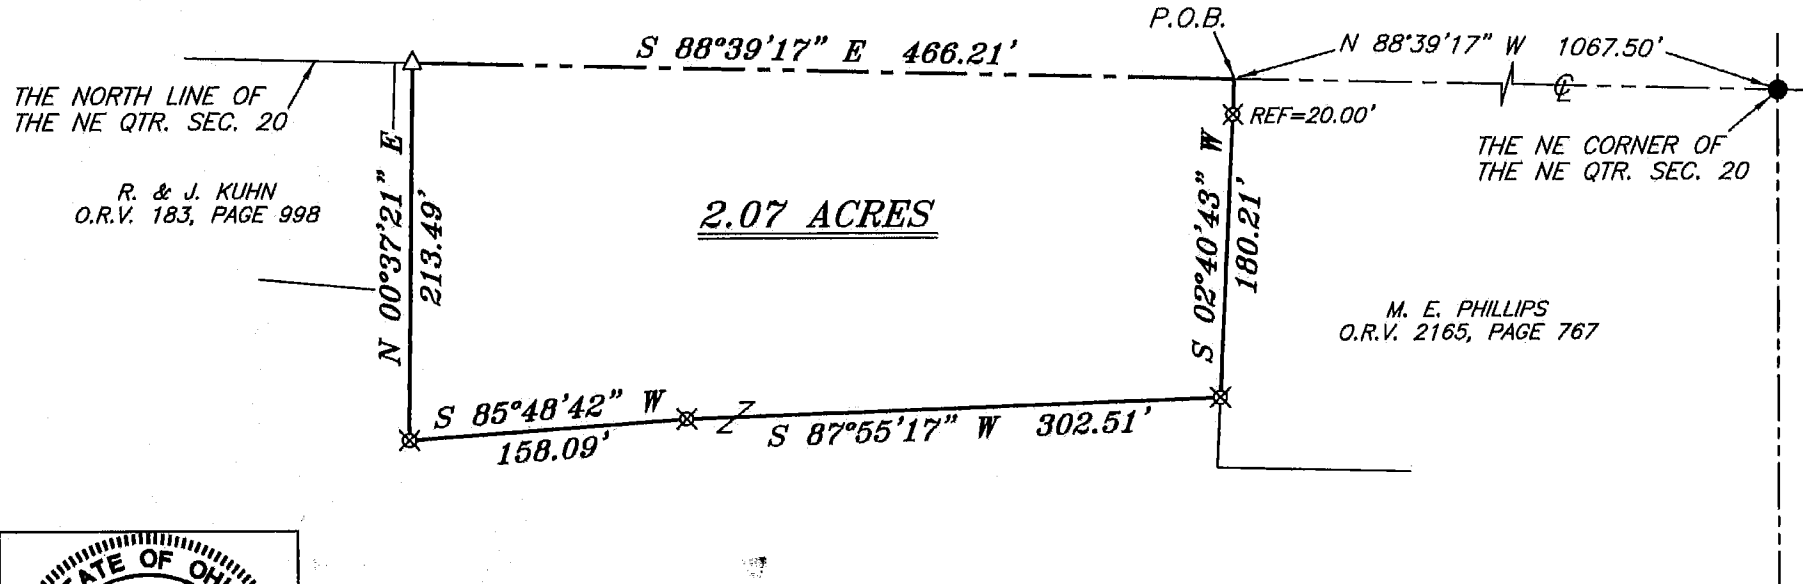 P.O.B.
S 88°39'17" E 466.21'
N 88°39'17" W 1067.50'
THE NORTH LINE OF
THE NE QTR. SEC. 20
℄
REF=20.00'
THE NE CORNER OF
THE NE QTR. SEC. 20
R. & J. KUHN
O.R.V. 183, PAGE 998
N 00°37'21" E
213.49'
2.07 ACRES
S 02°40'43" W
180.21'
M. E. PHILLIPS
O.R.V. 2165, PAGE 767
S 85°48'42" W
158.09'
S 87°55'17" W 302.51'